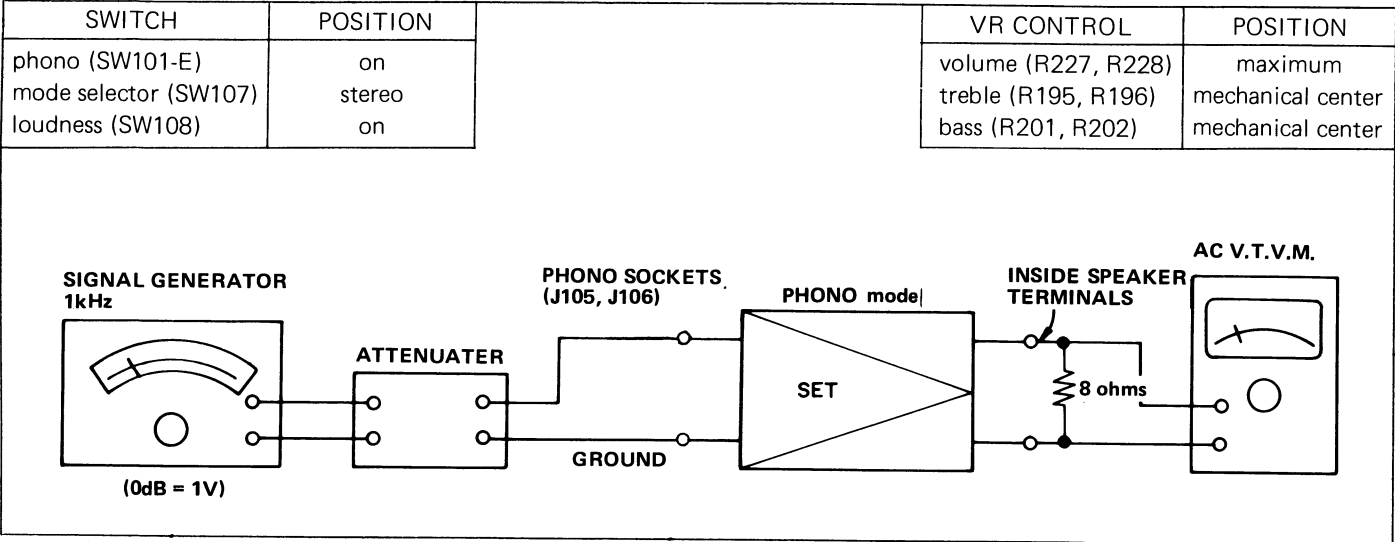 SWITCH POSITION
phono (SW101-E) on
mode selector (SW107) stereo
loudness (SW108) on
VR CONTROL POSITION
volume (R227, R228) maximum
treble (R195, R196) mechanical center
bass (R201, R202) mechanical center
SIGNAL GENERATOR
1kHz
(0dB = 1V)
ATTENUATER
PHONO SOCKETS
(J105, J106)
GROUND
PHONO mode
SET
INSIDE SPEAKER
TERMINALS
8 ohms
AC V.T.V.M.